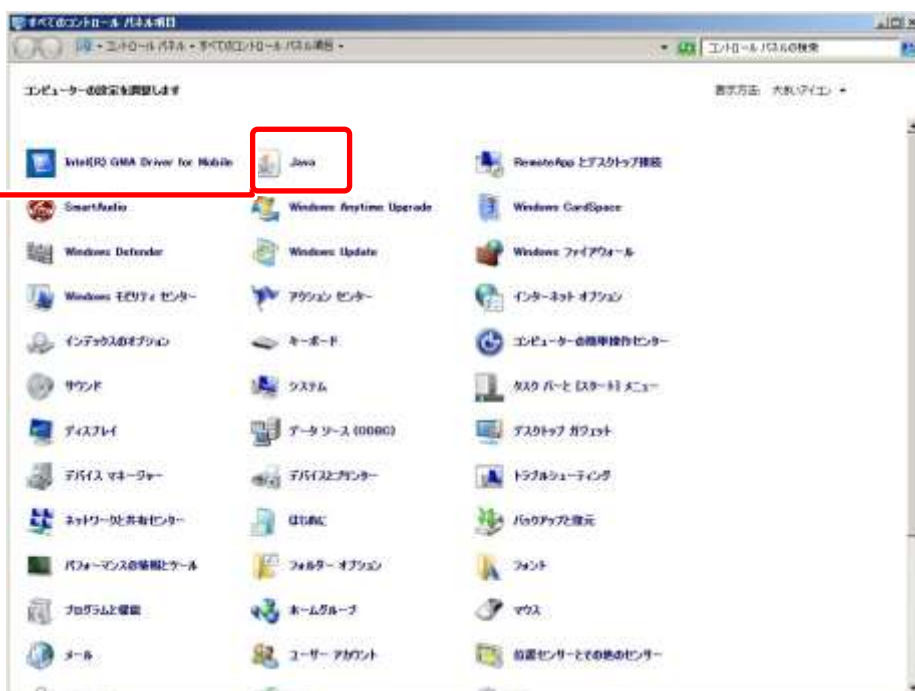 すべてのコントロール パネル項目
コントロール パネル すべてのコントロール パネル項目
コントロール パネルの検索
コンピューターの設定を調整します
表示方法: 大きいアイコン
Intel(R) GMA Driver for Mobile
Java
RemoteApp とデスクトップ接続
SmartAudio
Windows Anytime Upgrade
Windows CardSpace
Windows Defender
Windows Update
Windows ファイアウォール
Windows モビリティ センター
アクション センター
インターネット オプション
インデックスのオプション
キーボード
コンピューターの簡単操作センター
サウンド
システム
タスク バーと [スタート] メニュー
ディスプレイ
データ ソース (ODBC)
デスクトップ ガジェット
デバイス マネージャー
デバイスとプリンター
トラブルシューティング
ネットワークと共有センター
はじめに
バックアップと復元
パフォーマンスの情報とツール
フォルダー オプション
フォント
プログラムと機能
ホームグループ
マウス
メール
ユーザー アカウント
位置センサーとその他のセンサー